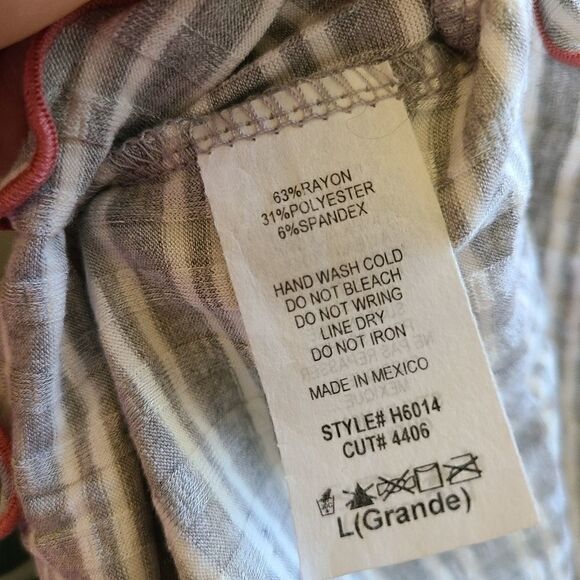 63%RAYON
31%POLYESTER
6%SPANDEX
HAND WASH COLD
DO NOT BLEACH
DO NOT WRING
LINE DRY
DO NOT IRON
MADE IN MEXICO
STYLE# H6014
CUT# 4406
L(Grande)